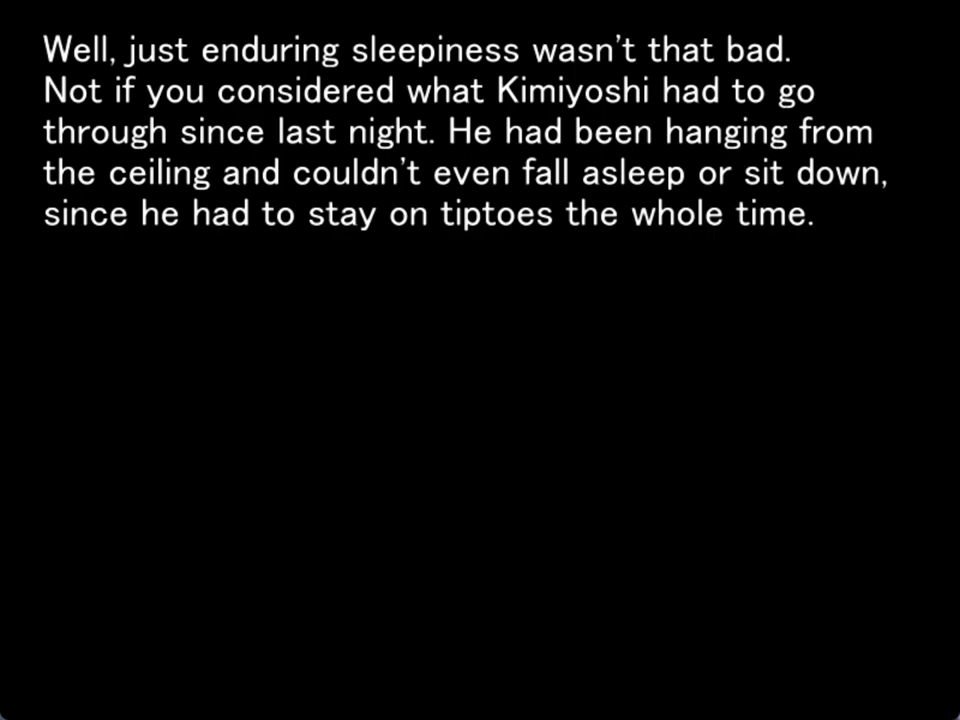 Well, just enduring sleepiness wasn't that bad.
Not if you considered what Kimiyoshi had to go
through since last night. He had been hanging from
the ceiling and couldn't even fall asleep or sit down,
since he had to stay on tiptoes the whole time.